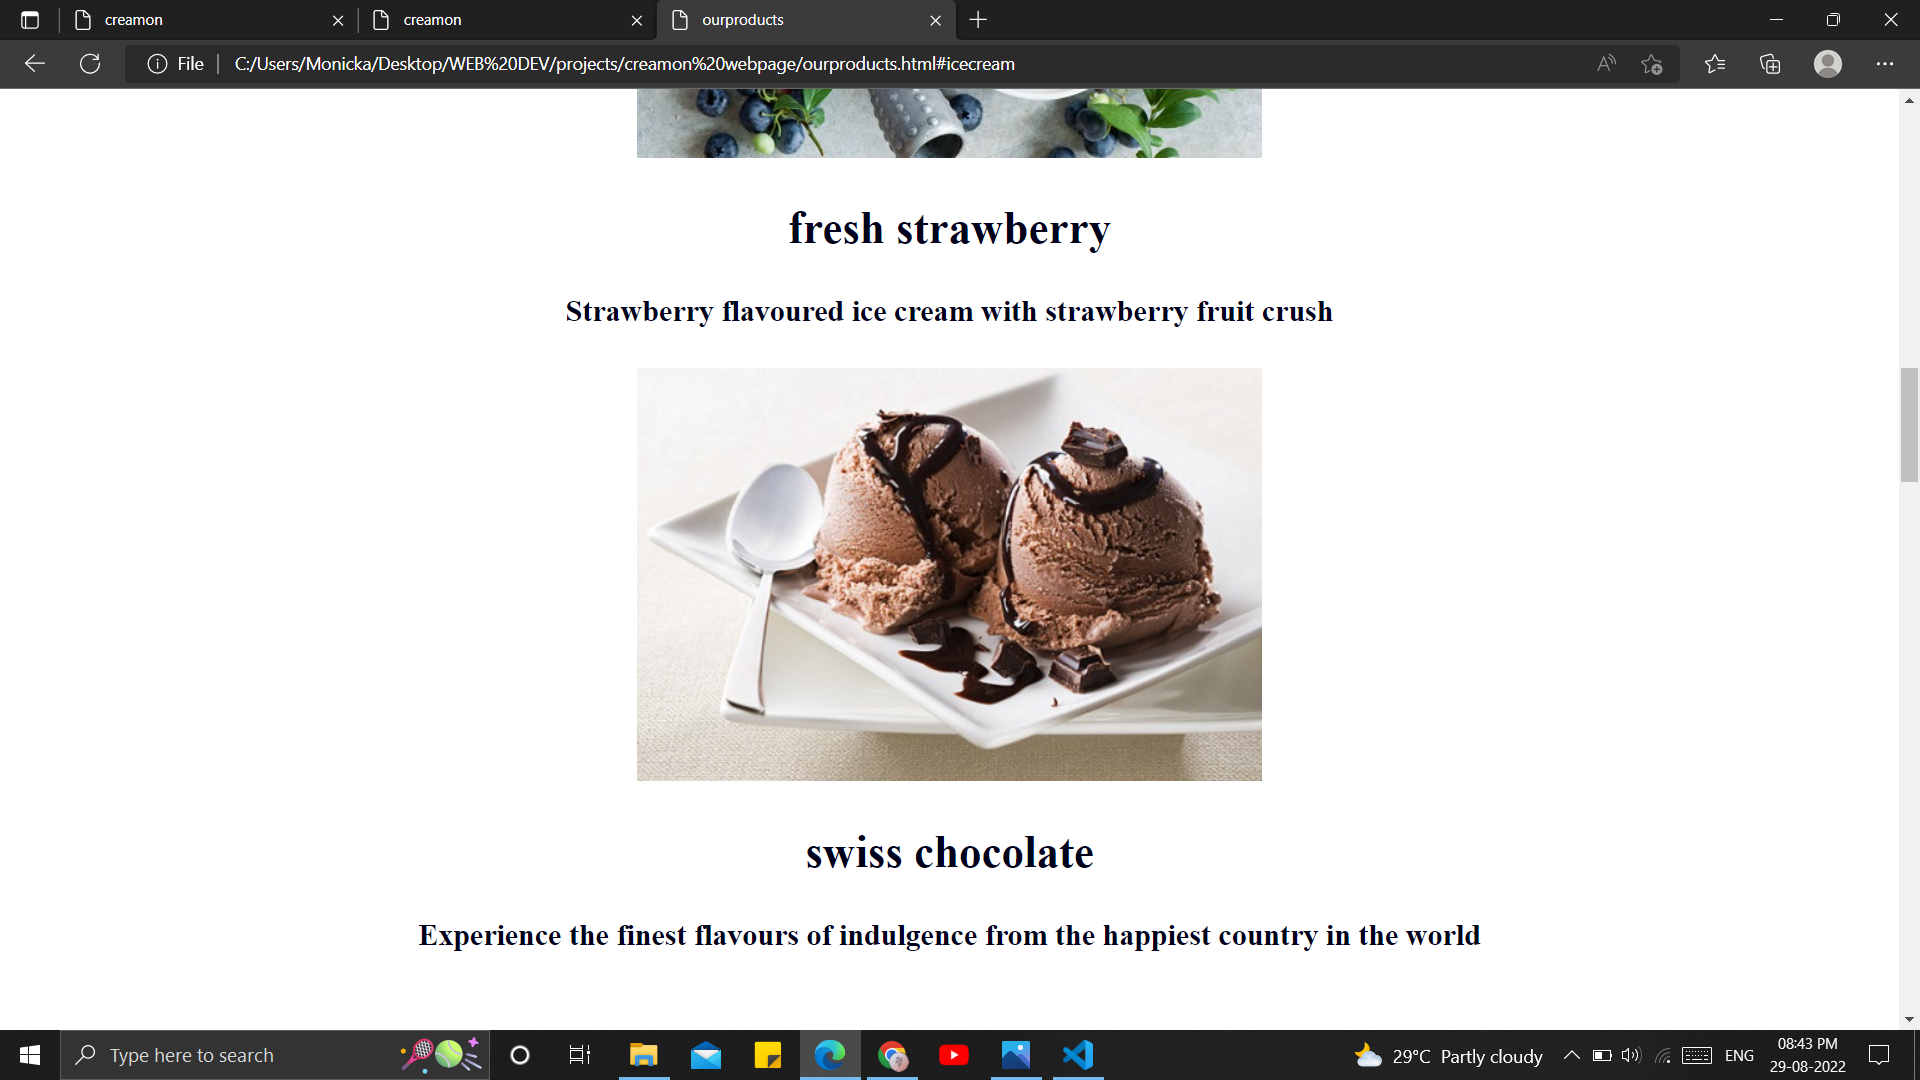 creamon
creamon
ourproducts
File
C:/Users/Monicka/Desktop/WEB%20DEV/projects/creamon%20webpage/ourproducts.html#icecream
fresh strawberry
Strawberry flavoured ice cream with strawberry fruit crush
swiss chocolate
Experience the finest flavours of indulgence from the happiest country in the world
Type here to search
29°C Partly cloudy
ENG
08:43 PM
29-08-2022